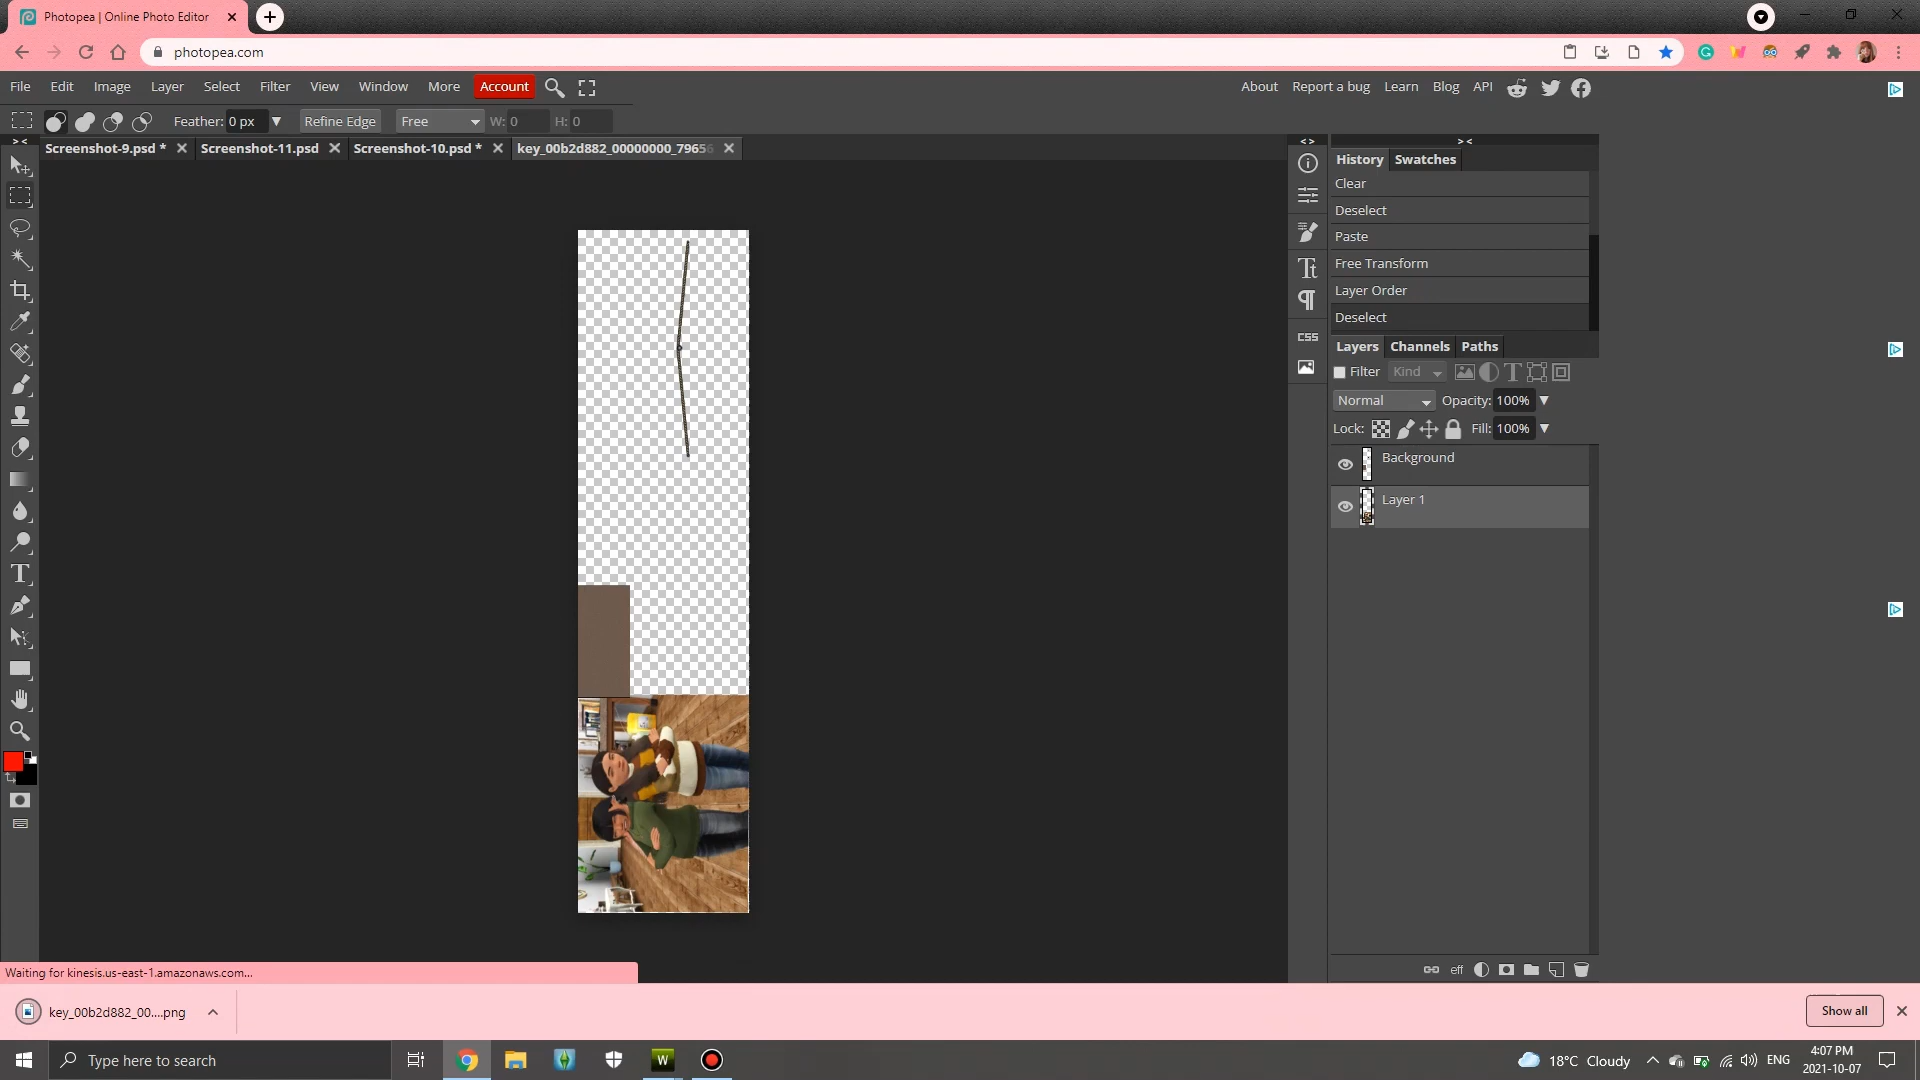 Photopea | Online Photo Editor
photopea.com
File Edit Image Layer Select Filter View Window More Account
About Report a bug Learn Blog API
Feather: 0 px Refine Edge Free W: 0 H: 0
Screenshot-9.psd * Screenshot-11.psd Screenshot-10.psd * key_00b2d882_00000000_79656
History Swatches
Clear
Deselect
Paste
Free Transform
Layer Order
Deselect
CSS
Layers Channels Paths
Filter Kind
Normal Opacity: 100%
Lock: Fill: 100%
Background
Layer 1
eff
Waiting for kinesis.us-east-1.amazonaws.com...
key_00b2d882_00....png
Show all
Type here to search
W
18°C Cloudy
ENG
4:07 PM
2021-10-07